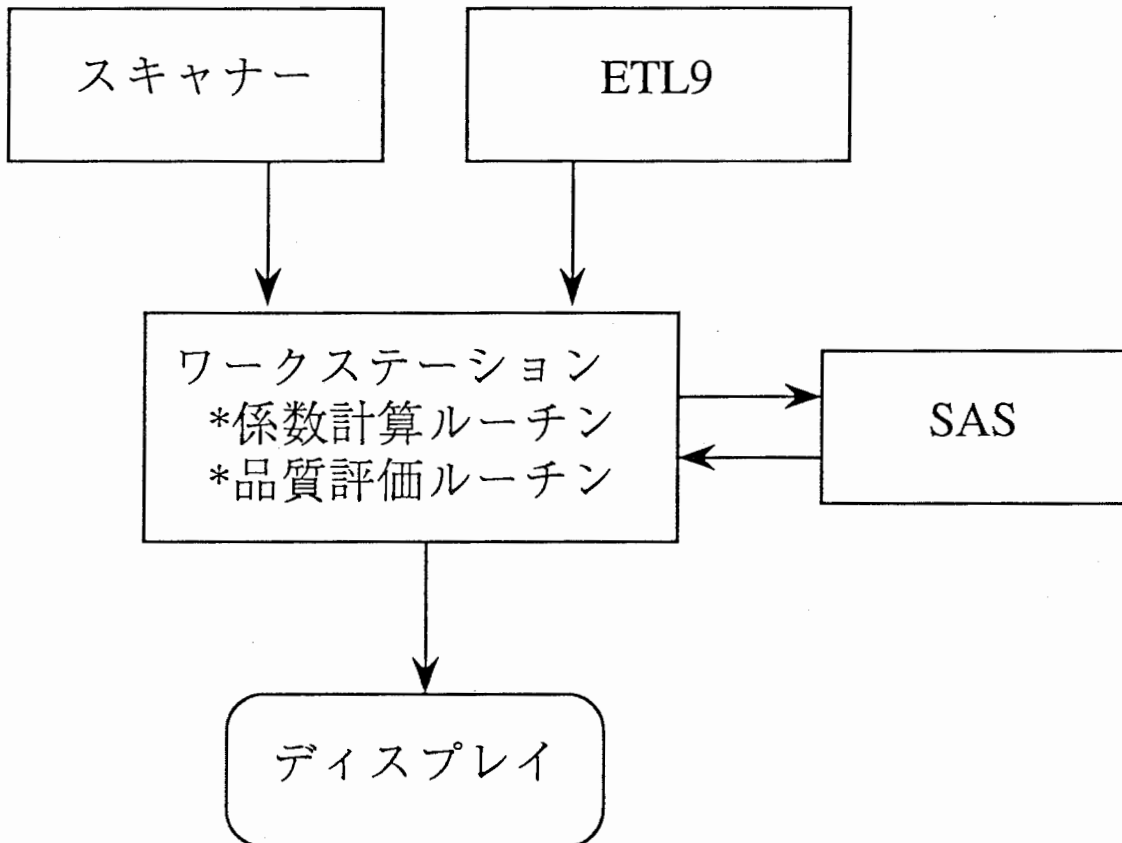 スキャナー
ETL9
ワークステーション
*係数計算ルーチン
*品質評価ルーチン
SAS
ディスプレイ